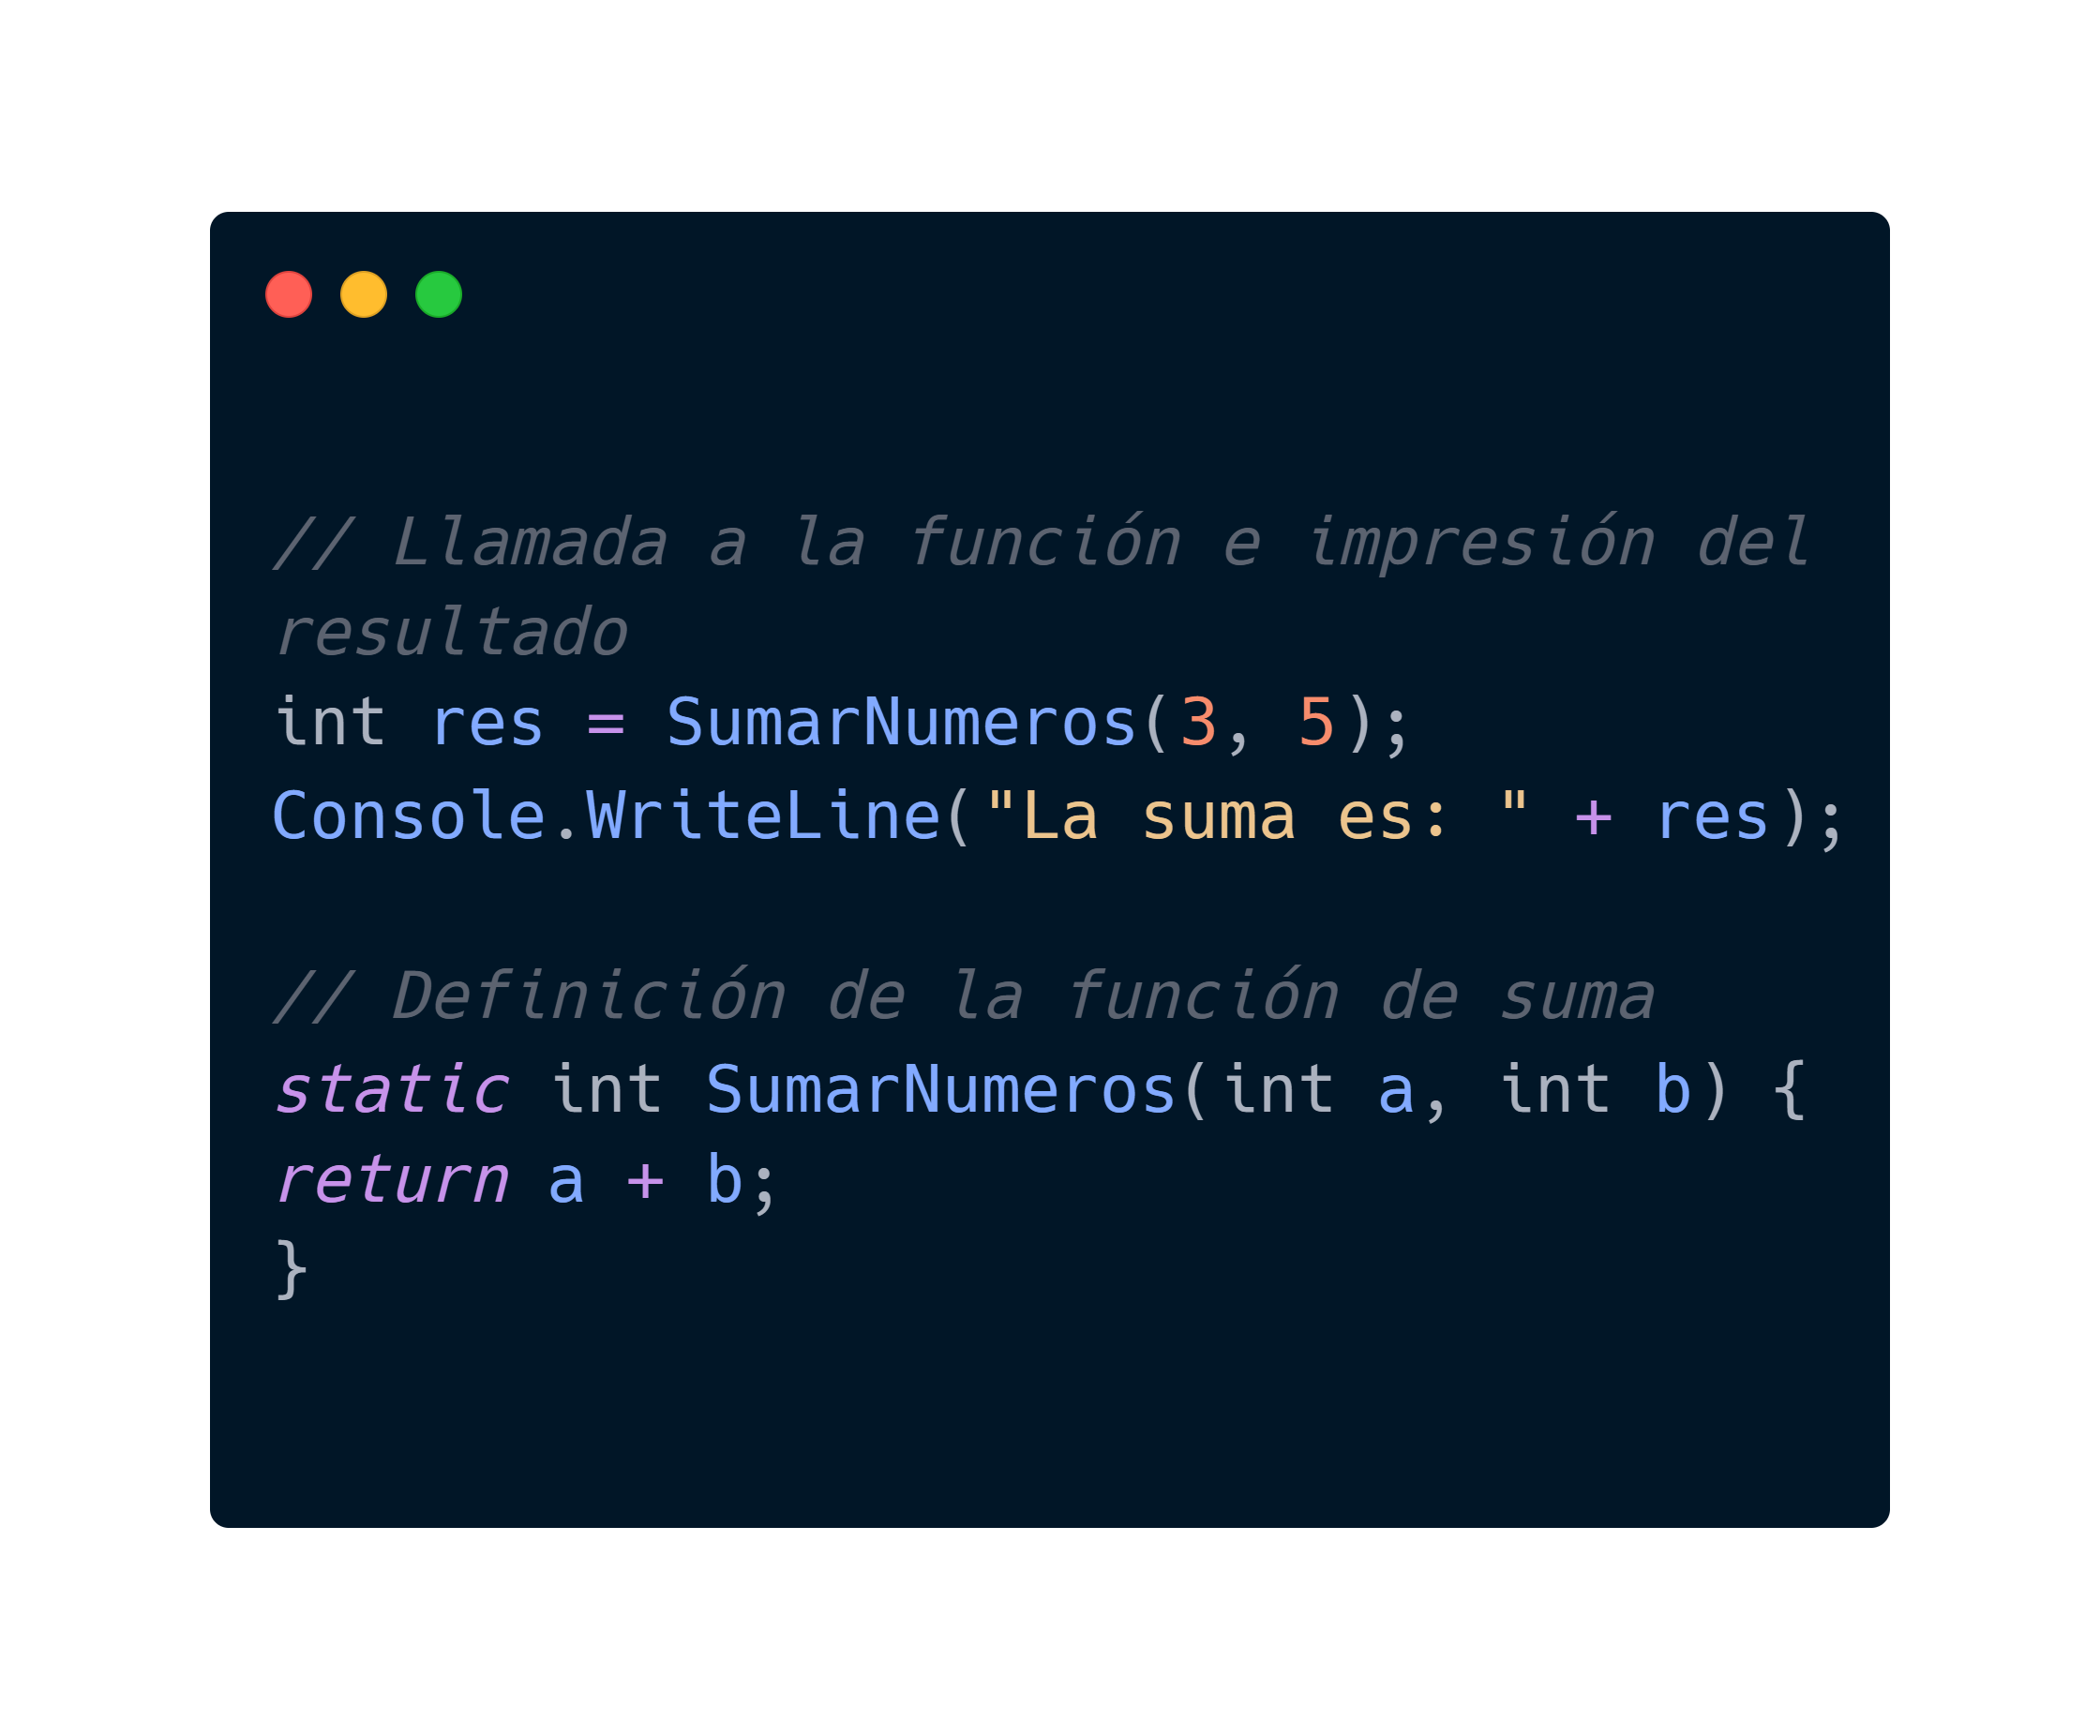 // Llamada a la función e impresión del
resultado
int res = SumarNumeros(3, 5);
Console.WriteLine("La suma es: " + res);
// Definición de la función de suma
static int SumarNumeros(int a, int b) {
return a + b;
}